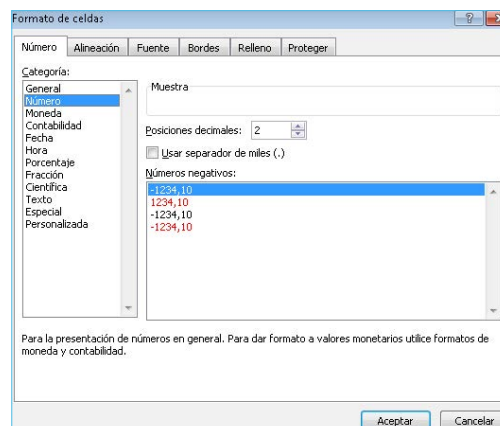 Formato de celdas
Número Alineación Fuente Bordes Relleno Proteger
Categoría:
General
Número
Moneda
Contabilidad
Fecha
Hora
Porcentaje
Fracción
Científica
Texto
Especial
Personalizada
Muestra
Posiciones decimales: 2
Usar separador de miles (.)
Números negativos:
-1234,10
1234,10
-1234,10
-1234,10
Para la presentación de números en general. Para dar formato a valores monetarios utilice formatos de
moneda y contabilidad.
Aceptar Cancelar